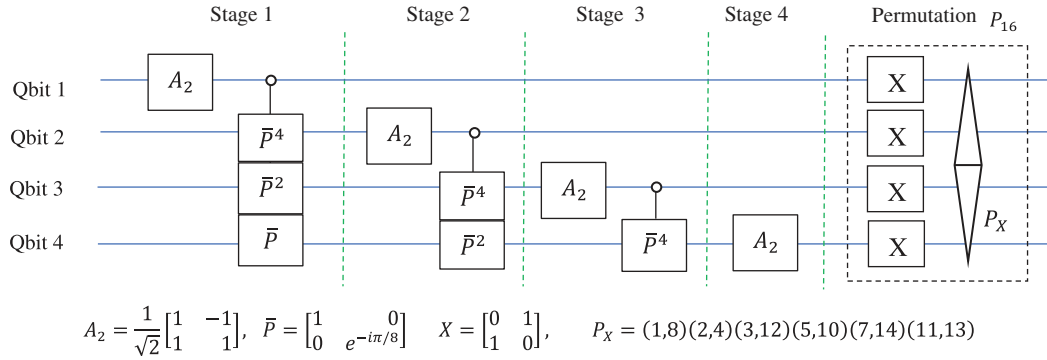 Stage 1 Stage 2 Stage 3 Stage 4 Permutation P₁₆
Qbit 1 A₂ X
Qbit 2 P̄⁴ A₂ X
Qbit 3 P̄² P̄⁴ A₂ X
Qbit 4 P̄ P̄² P̄⁴ A₂ X P_X
A₂ = 1/√2 [1 −1; 1 1], P̄ = [1 0; 0 e^{−iπ/8}] X = [0 1; 1 0], P_X = (1,8)(2,4)(3,12)(5,10)(7,14)(11,13)